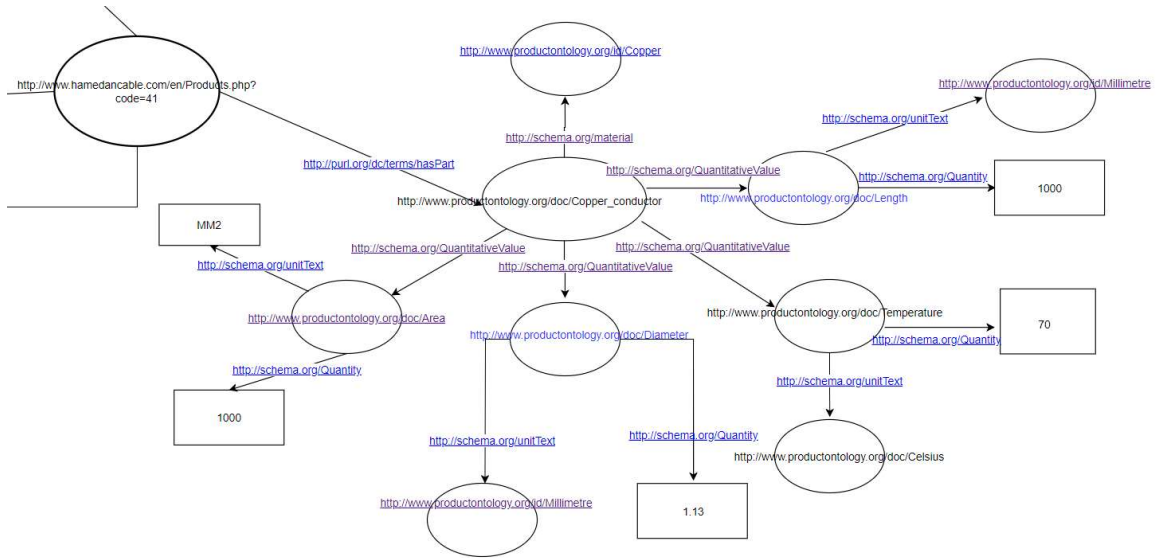 http://www.productontology.org/id/Copper
http://www.hamedancable.com/en/Products.php?
code=41
http://www.productontology.org/id/Millimetre
http://schema.org/unitText
http://schema.org/material
http://purl.org/dc/terms/hasPart
http://schema.org/QuantitativeValue
http://schema.org/Quantity
1000
http://www.productontology.org/doc/Length
http://www.productontology.org/doc/Copper_conductor
MM2
http://schema.org/QuantitativeValue
http://schema.org/QuantitativeValue
http://schema.org/QuantitativeValue
http://schema.org/unitText
http://www.productontology.org/doc/Area
http://www.productontology.org/doc/Temperature
70
http://www.productontology.org/doc/Diameter
http://schema.org/Quantity
http://schema.org/Quantity
http://schema.org/unitText
1000
http://schema.org/unitText
http://schema.org/Quantity
http://www.productontology.org/doc/Celsius
http://www.productontology.org/id/Millimetre
1.13